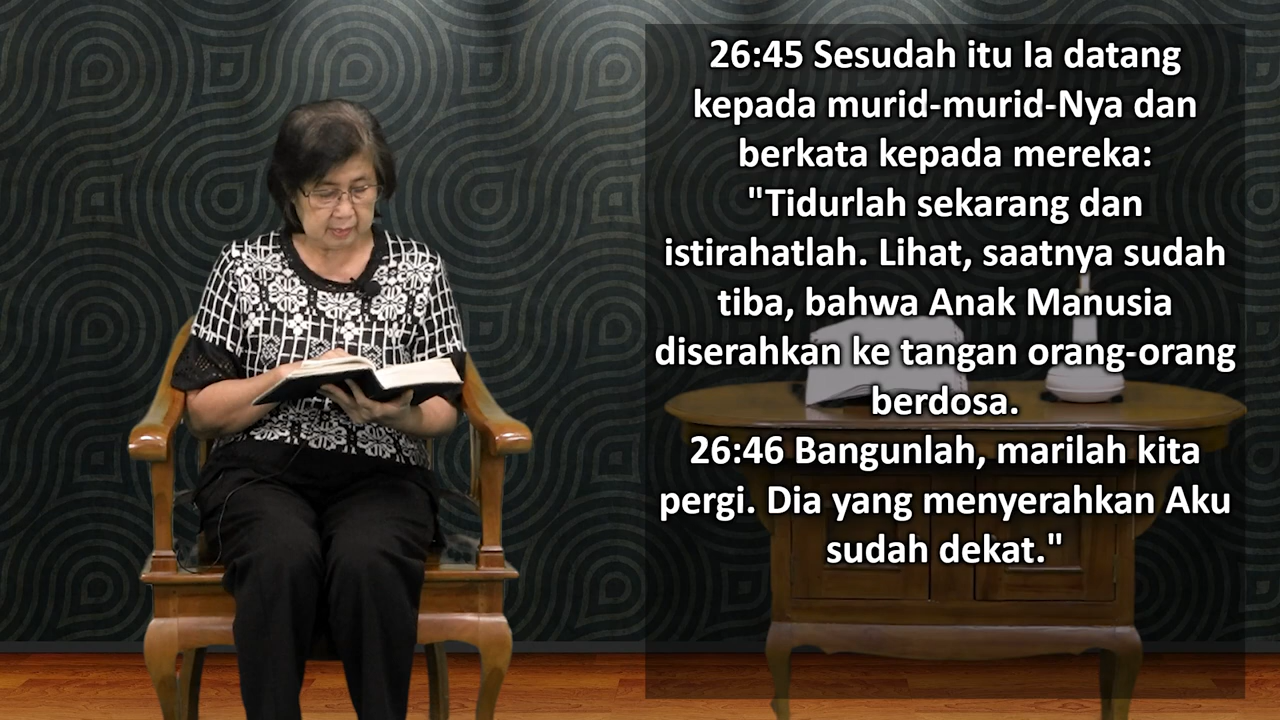 26:45 Sesudah itu Ia datang
kepada murid-murid-Nya dan
berkata kepada mereka:
"Tidurlah sekarang dan
istirahatlah. Lihat, saatnya sudah
tiba, bahwa Anak Manusia
diserahkan ke tangan orang-orang
berdosa.
26:46 Bangunlah, marilah kita
pergi. Dia yang menyerahkan Aku
sudah dekat."